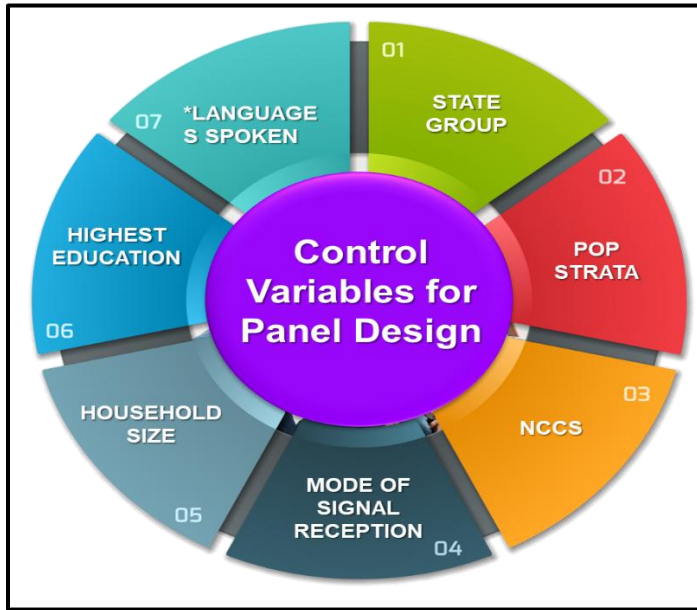 Control
Variables for
Panel Design
01
STATE
GROUP
02
POP
STRATA
03
NCCS
MODE OF
SIGNAL
RECEPTION
04
HOUSEHOLD
SIZE
05
HIGHEST
EDUCATION
06
*LANGUAGE
S SPOKEN
07